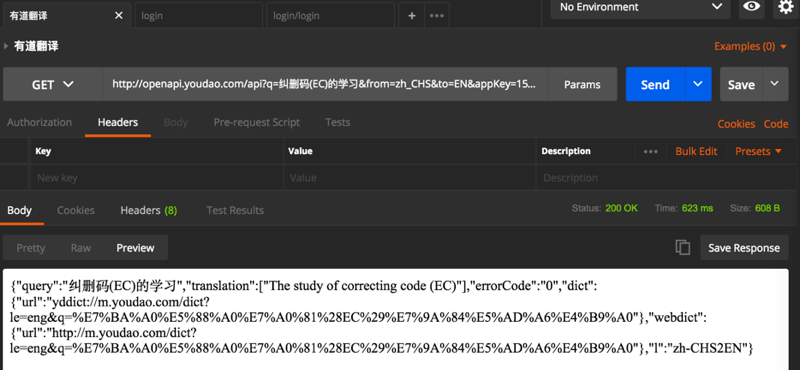 有道翻译 login login/login No Environment
有道翻译 Examples (0)
GET http://openapi.youdao.com/api?q=纠删码(EC)的学习&from=zh_CHS&to=EN&appKey=15... Params Send Save
Authorization Headers Body Pre-request Script Tests Cookies Code
Key Value Description Bulk Edit Presets
New key Value Description
Body Cookies Headers (8) Test Results Status: 200 OK Time: 623 ms Size: 608 B
Pretty Raw Preview Save Response
{"query":"纠删码(EC)的学习","translation":["The study of correcting code (EC)"],"errorCode":"0","dict":
{"url":"yddict://m.youdao.com/dict?
le=eng&q=%E7%BA%A0%E5%88%A0%E7%A0%81%28EC%29%E7%9A%84%E5%AD%A6%E4%B9%A0"},"webdict":
{"url":"http://m.youdao.com/dict?
le=eng&q=%E7%BA%A0%E5%88%A0%E7%A0%81%28EC%29%E7%9A%84%E5%AD%A6%E4%B9%A0"},"l":"zh-CHS2EN"}